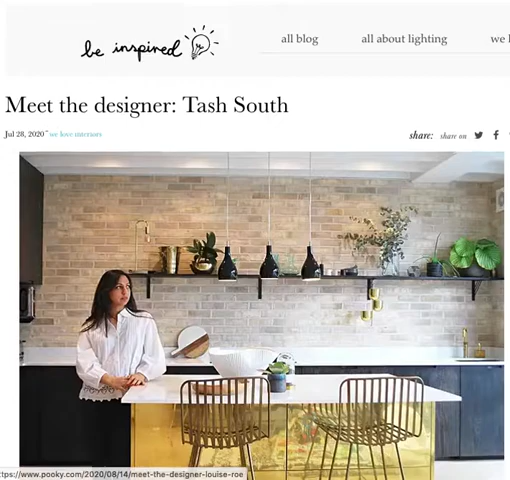 be inspired
all blog all about lighting we l
Meet the designer: Tash South
Jul 28, 2020 - we love interiors share: share on
tps://www.pooky.com/2020/08/14/meet-the-designer-louise-roe